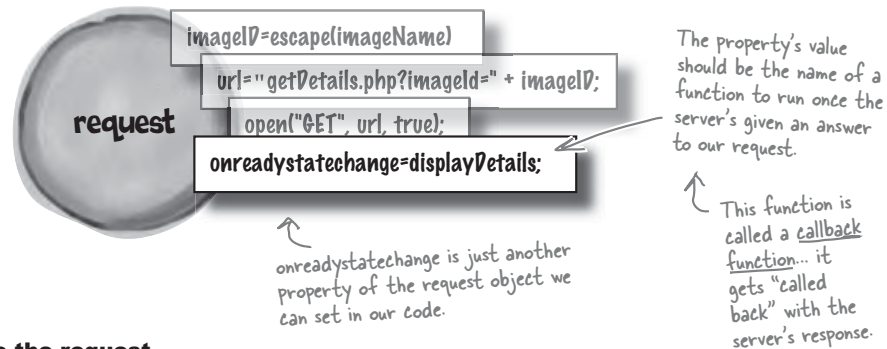 imageID=escape(imageName)
url="getDetails.php?imageId=" + imageID;
request
open("GET", url, true);
onreadystatechange=displayDetails;
The property's value
should be the name of a
function to run once the
server's given an answer
to our request.
This function is
called a callback
function... it
gets "called
back" with the
server's response.
onreadystatechange is just another
property of the request object we
can set in our code.
the request